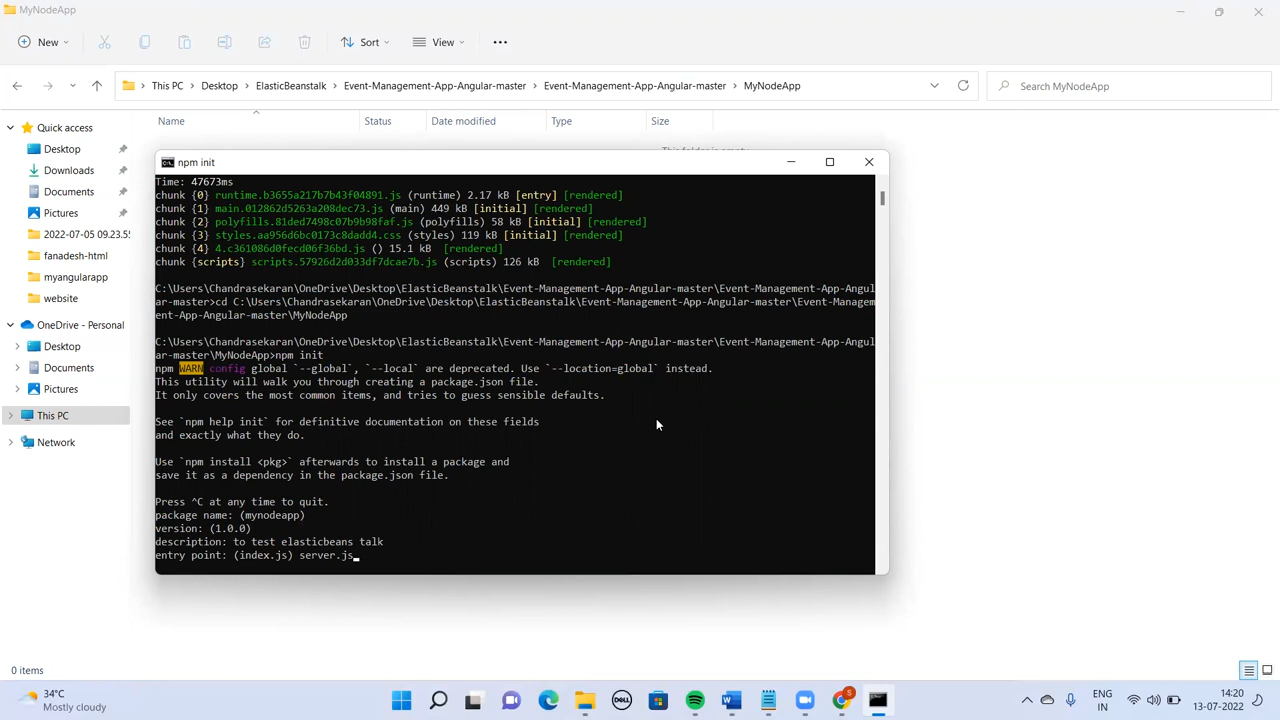 MyNodeApp
New
Sort
View
This PC > Desktop > ElasticBeanstalk > Event-Management-App-Angular-master > Event-Management-App-Angular-master > MyNodeApp
Search MyNodeApp
Name Status Date modified Type Size
Quick access
Desktop
Downloads
Documents
Pictures
2022-07-05 09.23.55
fanadesh-html
myangularapp
website
OneDrive - Personal
Desktop
Documents
Pictures
This PC
Network
This folder is empty.
npm init
Time: 47673ms
chunk {0} runtime.b3655a217b7b43f04891.js (runtime) 2.17 kB [entry] [rendered]
chunk {1} main.012862d5263a208dec73.js (main) 449 kB [initial] [rendered]
chunk {2} polyfills.81ded7498c07b9b98faf.js (polyfills) 58 kB [initial] [rendered]
chunk {3} styles.aa956d6bc0173c8dadd4.css (styles) 119 kB [initial] [rendered]
chunk {4} 4.c361086d0fecd06f36bd.js () 15.1 kB [rendered]
chunk {scripts} scripts.57926d2d033df7dcae7b.js (scripts) 126 kB [rendered]
C:\Users\Chandrasekaran\OneDrive\Desktop\ElasticBeanstalk\Event-Management-App-Angular-master\Event-Management-App-Angul
ar-master>cd C:\Users\Chandrasekaran\OneDrive\Desktop\ElasticBeanstalk\Event-Management-App-Angular-master\Event-Managem
ent-App-Angular-master\MyNodeApp
C:\Users\Chandrasekaran\OneDrive\Desktop\ElasticBeanstalk\Event-Management-App-Angular-master\Event-Management-App-Angul
ar-master\MyNodeApp>npm init
npm WARN config global `--global`, `--local` are deprecated. Use `--location=global` instead.
This utility will walk you through creating a package.json file.
It only covers the most common items, and tries to guess sensible defaults.
See `npm help init` for definitive documentation on these fields
and exactly what they do.
Use `npm install <pkg>` afterwards to install a package and
save it as a dependency in the package.json file.
Press ^C at any time to quit.
package name: (mynodeapp)
version: (1.0.0)
description: to test elasticbeans talk
entry point: (index.js) server.js
0 items
34°C
Mostly cloudy
ENG
IN
14:20
13-07-2022